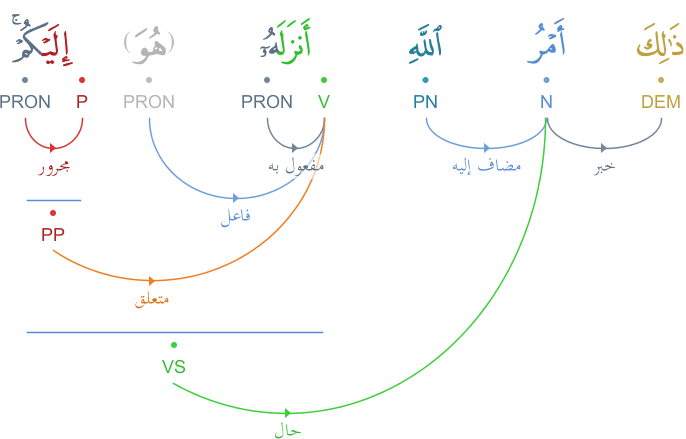 ذَٰلِكَ أَمْرُ ٱللَّهِ أَنزَلَهُۥٓ (هُوَ) إِلَيْكُمْ ۚ
DEM N PN V PRON PRON P PRON
خبر مضاف إليه مفعول به مجرور
فاعل
PP
متعلق
VS
حال